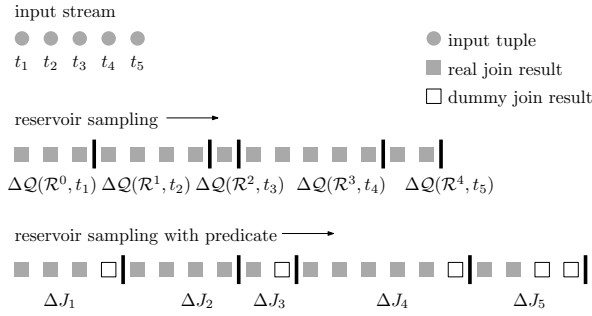 input stream
t₁ t₂ t₃ t₄ t₅
input tuple
real join result
dummy join result
reservoir sampling
Δ𝒬(ℛ⁰, t₁) Δ𝒬(ℛ¹, t₂) Δ𝒬(ℛ², t₃) Δ𝒬(ℛ³, t₄) Δ𝒬(ℛ⁴, t₅)
reservoir sampling with predicate
ΔJ₁ ΔJ₂ ΔJ₃ ΔJ₄ ΔJ₅